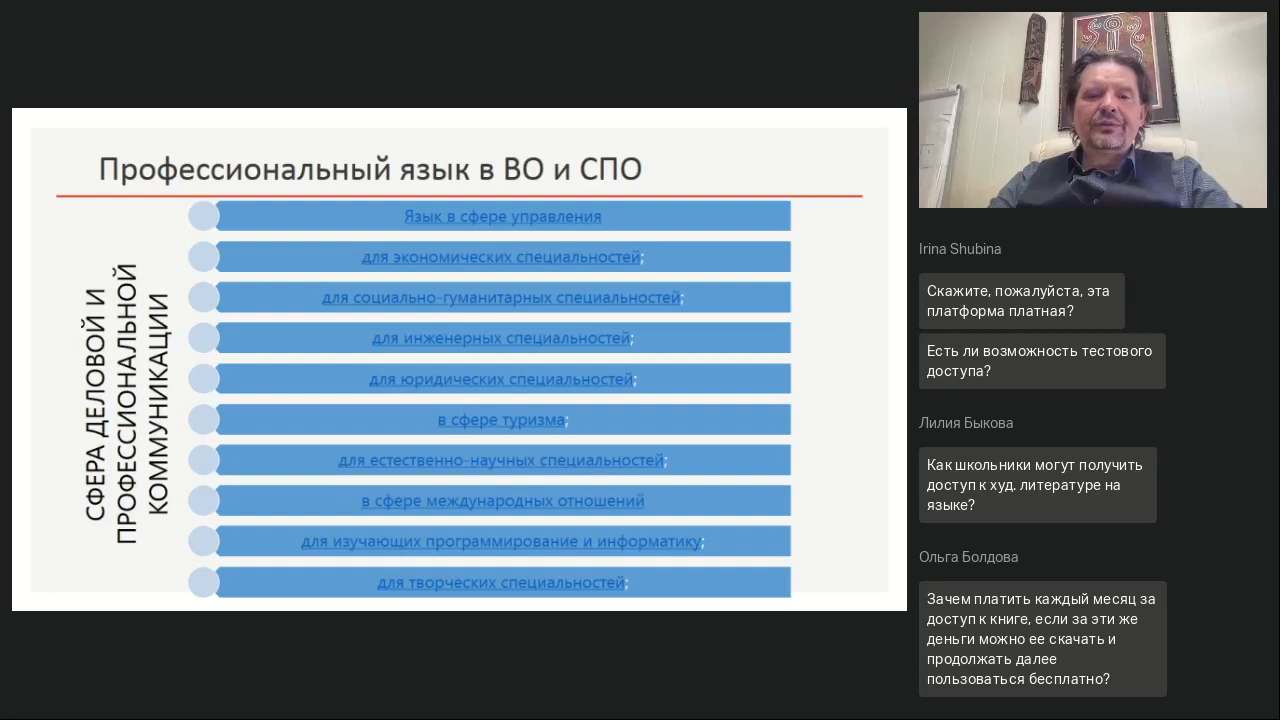 Профессиональный язык в ВО и СПО
СФЕРА ДЕЛОВОЙ И
ПРОФЕССИОНАЛЬНОЙ
КОММУНИКАЦИИ
Язык в сфере управления
для экономических специальностей;
для социально-гуманитарных специальностей;
для инженерных специальностей;
для юридических специальностей;
в сфере туризма;
для естественно-научных специальностей;
в сфере международных отношений
для изучающих программирование и информатику;
для творческих специальностей;
Irina Shubina
Скажите, пожалуйста, эта
платформа платная?
Есть ли возможность тестового
доступа?
Лилия Быкова
Как школьники могут получить
доступ к худ. литературе на
языке?
Ольга Болдова
Зачем платить каждый месяц за
доступ к книге, если за эти же
деньги можно ее скачать и
продолжать далее
пользоваться бесплатно?